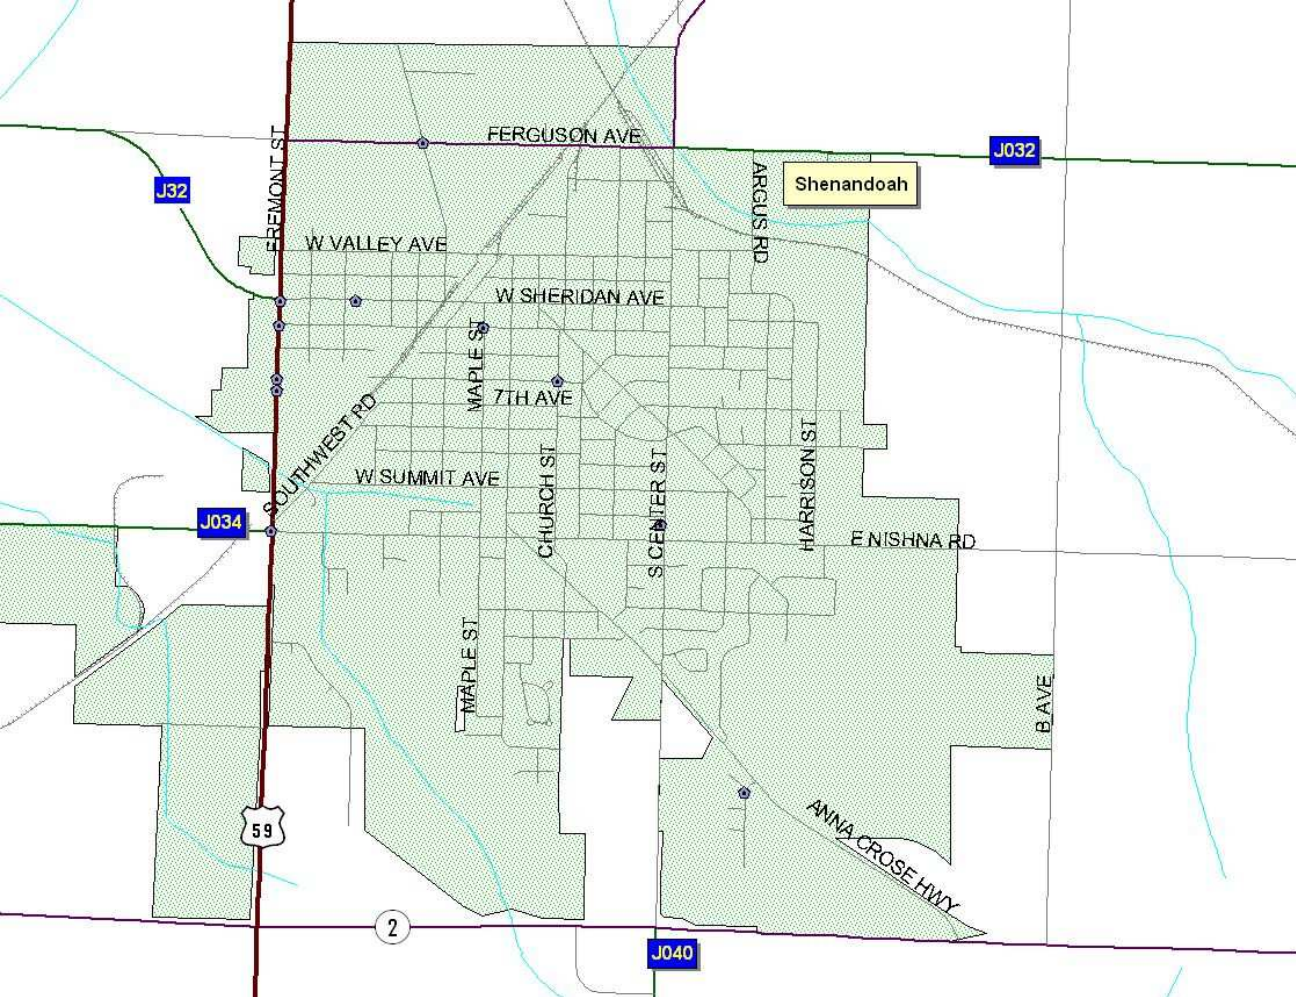 FERGUSON AVE
J032
FREMONT ST
J32
Shenandoah
ARGUS RD
W VALLEY AVE
W SHERIDAN AVE
MAPLE ST
7TH AVE
SOUTHWEST RD
W SUMMIT AVE
CHURCH ST
S CENTER ST
HARRISON ST
J034
E NISHNA RD
MAPLE ST
B AVE
59
ANNA CROSE HWY
2
J040